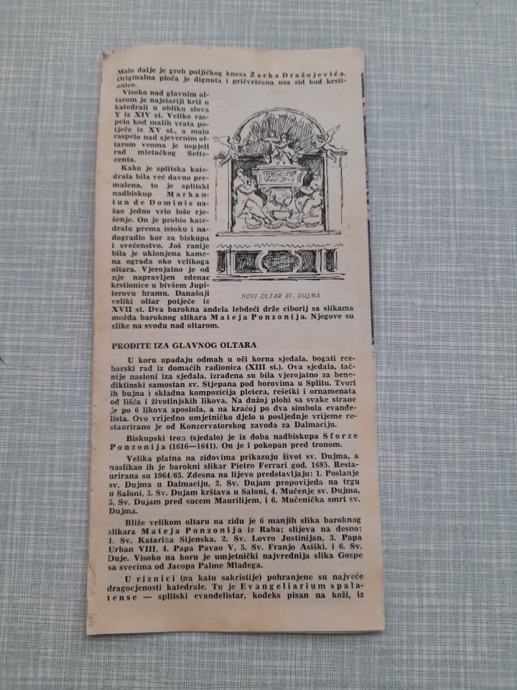 Malo dalje je grob poljičkog kneza Žarka Dražojevića.
Originalna ploča je dignuta i pričvršćena uza zid kod krsti-
onice.
Visoko nad glavnim ol-
tarom je najstariji križ u
katedrali u obliku slova
Y iz XIV st. Veliko ras-
pelo kod malih vrata po-
tječe iz XV st., a malo
raspelo nad sjevernim ol-
tarom veoma je uspjeli
rad mletačkog Sette-
centa.
Kako je splitska kate-
drala bila već davno pre-
malena, to je splitski
nadbiskup Markan-
tun de Dominis na-
šao jedno vrlo loše rje-
šenje. On je probio kate-
dralu prema istoku i na-
dogradio kor za biskupa
i svećenstvo. Još ranije
bila je uklonjena kame-
na ograda oko velikoga
oltara. Vjerojatno je od
nje napravljen zdenac
krstionice u bivšem Jupi-
terovu hramu. Današnji
veliki oltar potječe iz
NOVI OLTAR SV. DUJMA
XVII st. Dva barokna anđela lebdeći drže ciborij sa slikama
možda baroknog slikara Mateja Ponzonija. Njegove su
slike na svodu nad oltarom.
PROĐITE IZA GLAVNOG OLTARA
U koru upadaju odmah u oči korna sjedala, bogati rez-
barski rad iz domaćih radionica (XIII st.). Ova sjedala, tač-
nije nasloni iza sjedala, izrađena su bila vjerojatno za bene-
diktinski samostan sv. Stjepana pod borovima u Splitu. Tvori
ih bujna i skladna kompozicija pletera, rešetki i ornamenata
od lišća i životinjskih likova. Na dužoj plohi sa svake strane
je po 6 likova apostola, a na kraćoj po dva simbola evanđe-
lista. Ovo vrijedno umjetničko djelo u posljednje vrijeme re-
staurirano je od Konzervatorskog zavoda za Dalmaciju.
Biskupski tron (sjedalo) je iz doba nadbiskupa Sforze
Ponzonija (1616—1641). On je i pokopan pred tronom.
Velika platna na zidovima prikazuju život sv. Dujma, a
naslikao ih je barokni slikar Pietro Ferrari god. 1685. Resta-
urirana su 1964/65. Zdesna na lijevo predstavljaju: 1. Poslanje
sv. Dujma u Dalmaciju, 2. Sv. Dujam propovijeda na trgu
u Saloni, 3. Sv. Dujam krštava u Saloni, 4. Mučenje sv. Dujma,
5. Sv. Dujam pred sucem Maurilijem, i 6. Mučenička smrt sv.
Dujma.
Bliže velikom oltaru na zidu je 6 manjih slika baroknog
slikara Mateja Ponzonija iz Raba; slijeva na desno:
1. Sv. Katarina Sijenska, 2. Sv. Lovro Justinijan, 3. Papa
Urban VIII, 4. Papa Pavao V, 5. Sv. Franjo Asiški, i 6. Sv.
Duje. Visoko na koru je umjetnički najvrednija slika Gospe
sa svecima od Jacopa Palme Mlađega.
U riznici (na katu sakristije) pohranjene su najveće
dragocjenosti katedrale. Tu je Evangeliarium spala-
tense — splitski evanđelistar, kodeks pisan na koži, iz